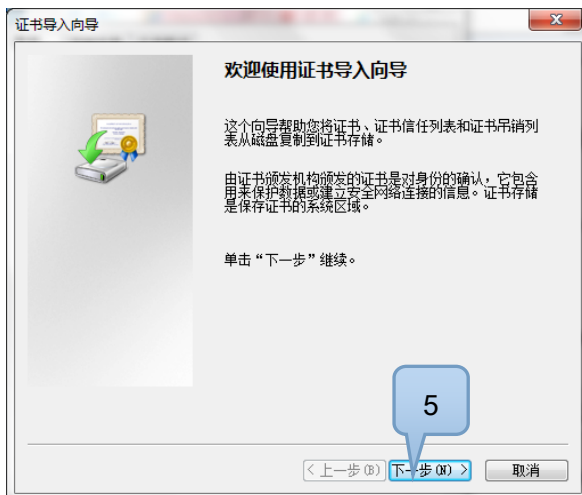 证书导入向导
欢迎使用证书导入向导
这个向导帮助您将证书、证书信任列表和证书吊销列
表从磁盘复制到证书存储。
由证书颁发机构颁发的证书是对身份的确认，它包含
用来保护数据或建立安全网络连接的信息。证书存储
是保存证书的系统区域。
单击“下一步”继续。
5
< 上一步(B) 下一步(N) > 取消